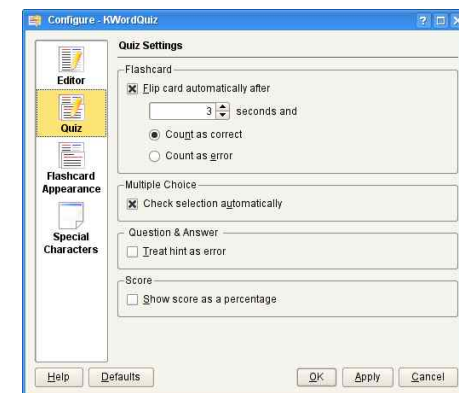 Configure - KWordQuiz
Editor
Quiz
Flashcard
Appearance
Special
Characters
Quiz Settings
Flashcard
Flip card automatically after
3 seconds and
Count as correct
Count as error
Multiple Choice
Check selection automatically
Question & Answer
Treat hint as error
Score
Show score as a percentage
Help Defaults OK Apply Cancel